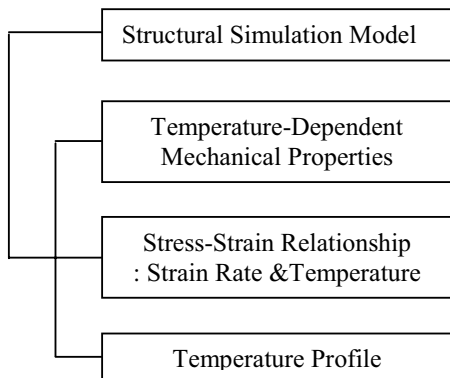 Structural Simulation Model
Temperature-Dependent
Mechanical Properties
Stress-Strain Relationship
: Strain Rate &Temperature
Temperature Profile